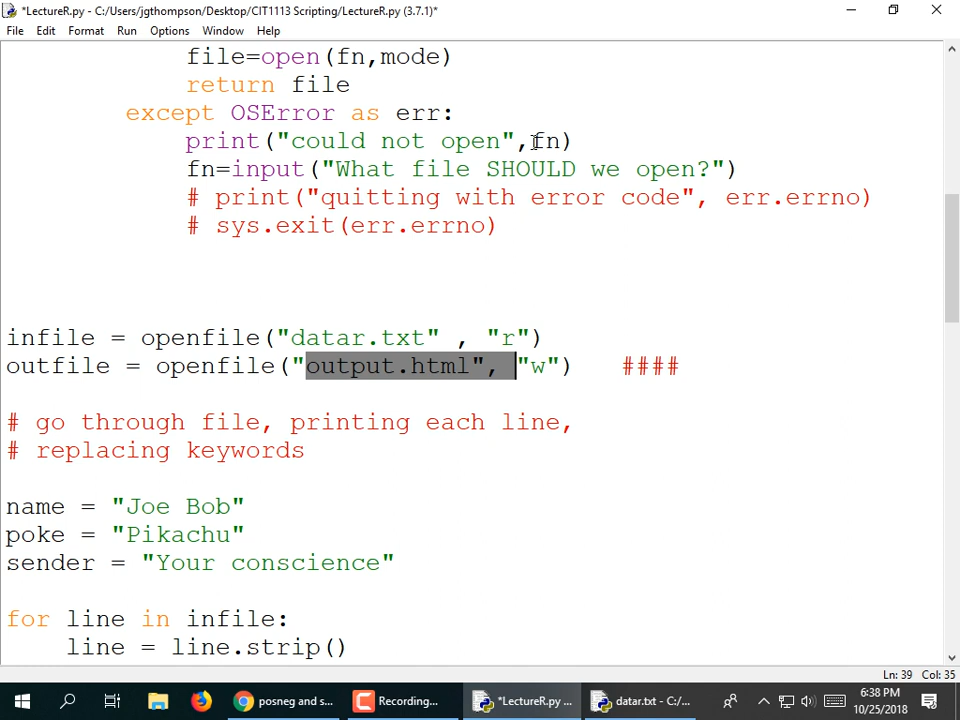 *LectureR.py - C:/Users/jgthompson/Desktop/CIT1113 Scripting/LectureR.py (3.7.1)*
File Edit Format Run Options Window Help
file=open(fn,mode)
return file
except OSError as err:
print("could not open",fn)
fn=input("What file SHOULD we open?")
# print("quitting with error code", err.errno)
# sys.exit(err.errno)
infile = openfile("datar.txt" , "r")
outfile = openfile("output.html", "w") ####
# go through file, printing each line,
# replacing keywords
name = "Joe Bob"
poke = "Pikachu"
sender = "Your conscience"
for line in infile:
line = line.strip()
Ln: 39 Col: 35
posneg and s... Recording... *LectureR.py ... datar.txt - C:/... 6:38 PM
10/25/2018